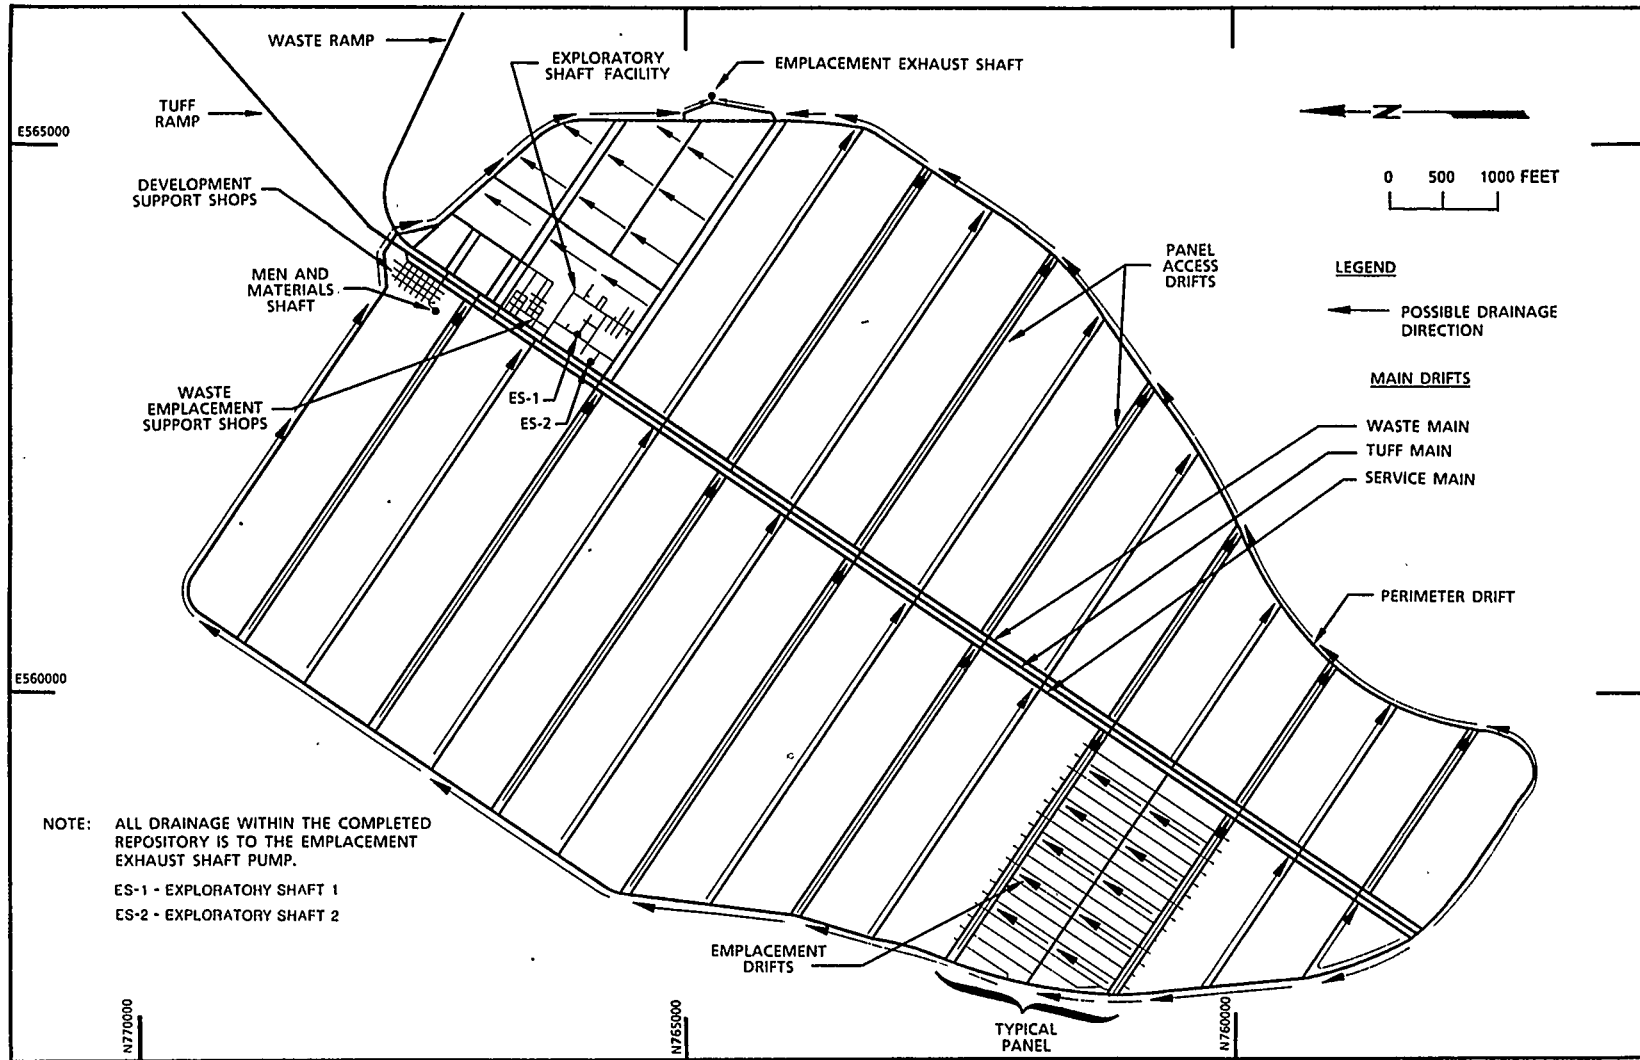 WASTE RAMP
EXPLORATORY
SHAFT FACILITY
EMPLACEMENT EXHAUST SHAFT
TUFF
RAMP
N
E565000
0 500 1000 FEET
DEVELOPMENT
SUPPORT SHOPS
PANEL
ACCESS
DRIFTS
LEGEND
MEN AND
MATERIALS
SHAFT
POSSIBLE DRAINAGE
DIRECTION
MAIN DRIFTS
WASTE
EMPLACEMENT
SUPPORT SHOPS
ES-1
ES-2
WASTE MAIN
TUFF MAIN
SERVICE MAIN
PERIMETER DRIFT
E560000
NOTE: ALL DRAINAGE WITHIN THE COMPLETED
REPOSITORY IS TO THE EMPLACEMENT
EXHAUST SHAFT PUMP.
ES-1 - EXPLORATORY SHAFT 1
ES-2 - EXPLORATORY SHAFT 2
EMPLACEMENT
DRIFTS
TYPICAL
PANEL
N770000
N765000
N760000